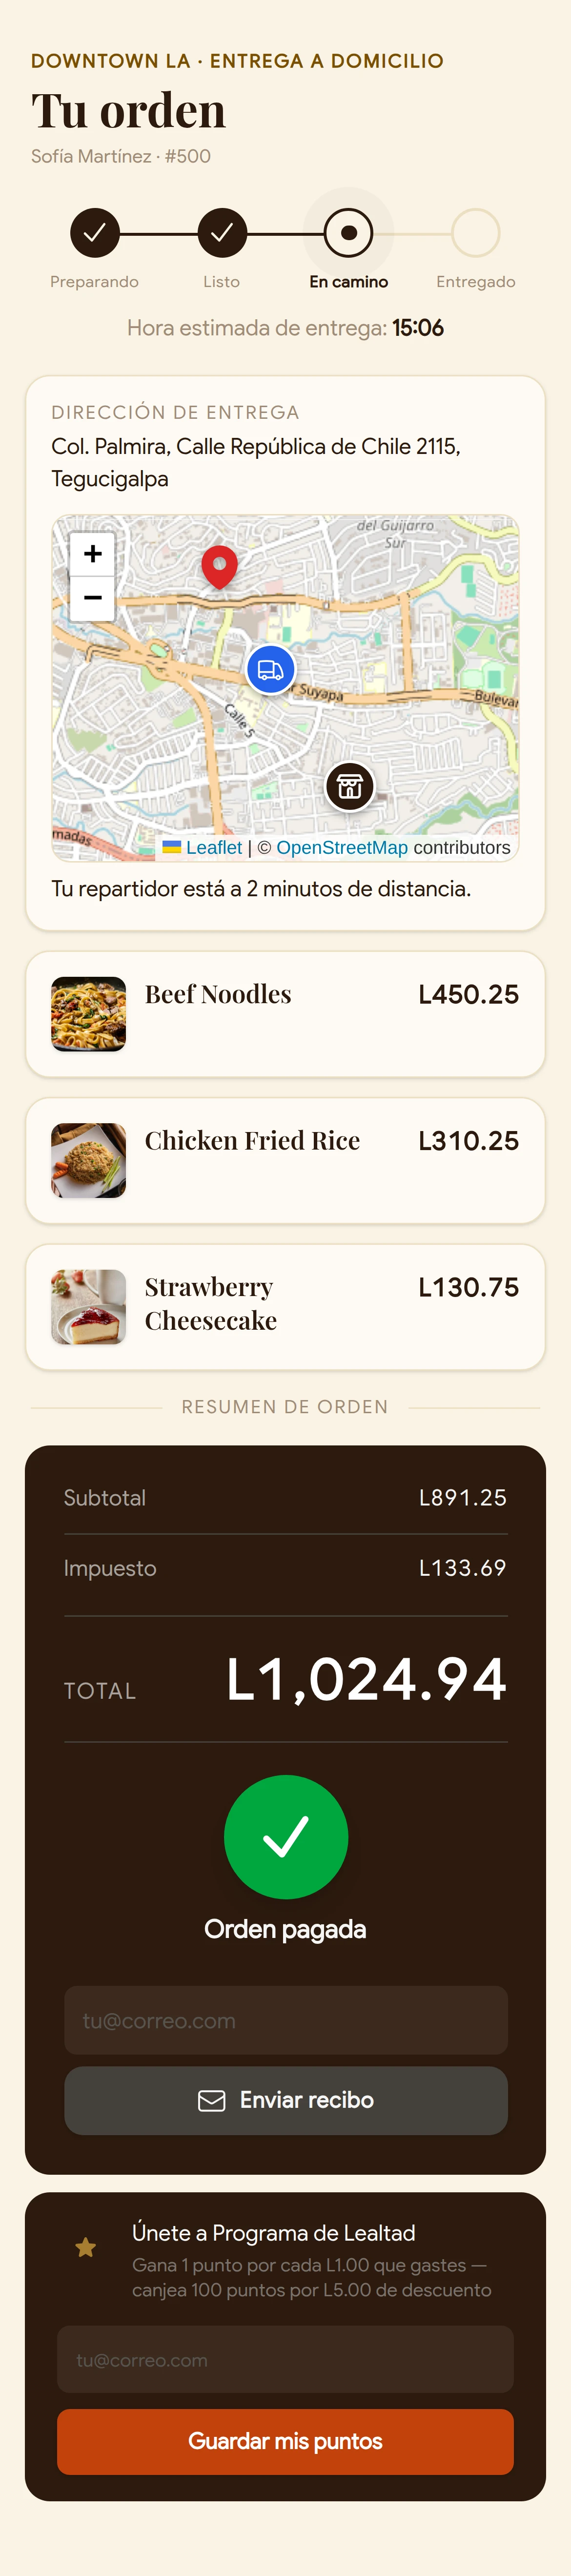 DOWNTOWN LA · ENTREGA A DOMICILIO
Tu orden
Sofía Martínez · #500
Preparando
Listo
En camino
Entregado
Hora estimada de entrega: 15:06
DIRECCIÓN DE ENTREGA
Col. Palmira, Calle República de Chile 2115,
Tegucigalpa
del Guijarro
Sur
+
−
r Suyapa
Bulevar
Calle S
madas
Leaflet | © OpenStreetMap contributors
Tu repartidor está a 2 minutos de distancia.
Beef Noodles L450.25
Chicken Fried Rice L310.25
Strawberry L130.75
Cheesecake
RESUMEN DE ORDEN
Subtotal L891.25
Impuesto L133.69
TOTAL L1,024.94
Orden pagada
tu@correo.com
Enviar recibo
Únete a Programa de Lealtad
Gana 1 punto por cada L1.00 que gastes —
canjea 100 puntos por L5.00 de descuento
tu@correo.com
Guardar mis puntos